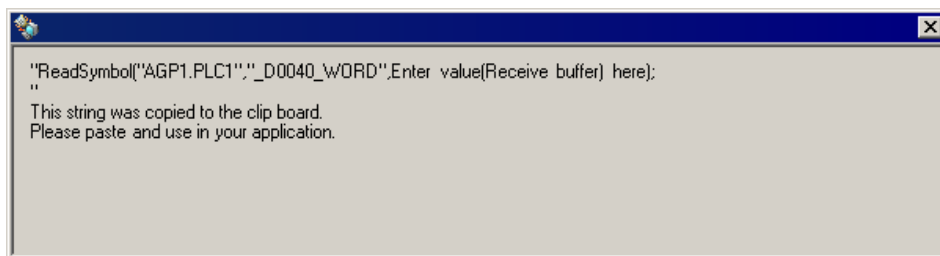 "ReadSymbol("AGP1.PLC1","_D0040_WORD",Enter value(Receive buffer) here);
"
This string was copied to the clip board.
Please paste and use in your application.